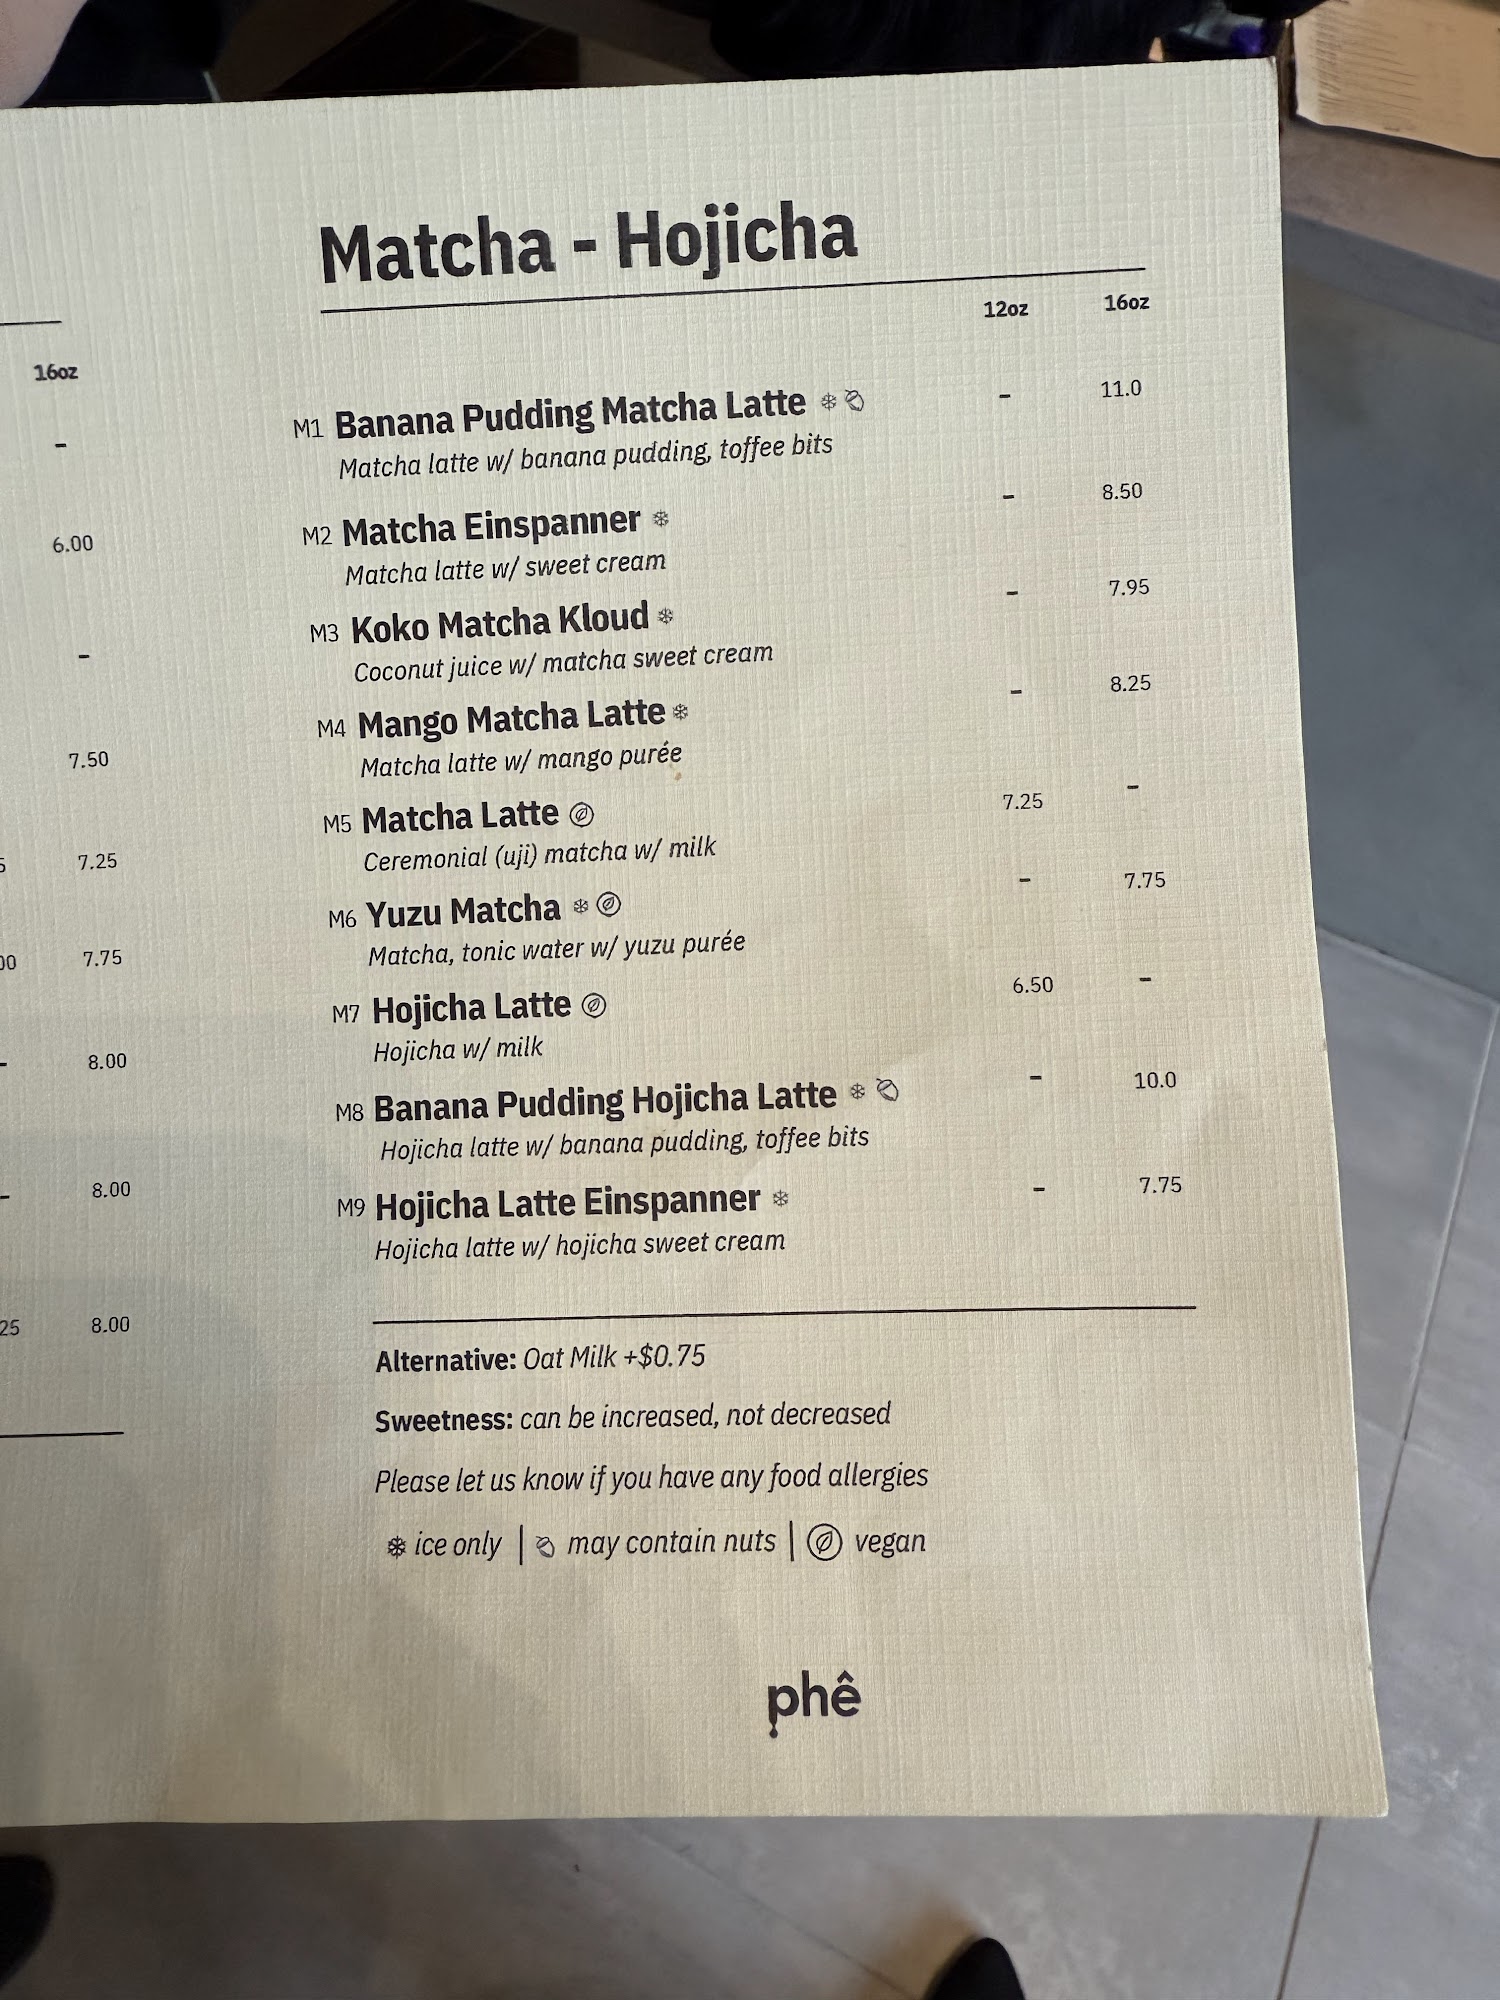 16oz
-
6.00
-
7.50
7.25
7.75
- 8.00
- 8.00
25 8.00
Matcha - Hojicha
12oz 16oz
M1 Banana Pudding Matcha Latte - 11.0
Matcha latte w/ banana pudding, toffee bits
M2 Matcha Einspanner - 8.50
Matcha latte w/ sweet cream
M3 Koko Matcha Kloud - 7.95
Coconut juice w/ matcha sweet cream
M4 Mango Matcha Latte - 8.25
Matcha latte w/ mango purée
M5 Matcha Latte 7.25 -
Ceremonial (uji) matcha w/ milk
M6 Yuzu Matcha - 7.75
Matcha, tonic water w/ yuzu purée
M7 Hojicha Latte 6.50 -
Hojicha w/ milk
M8 Banana Pudding Hojicha Latte - 10.0
Hojicha latte w/ banana pudding, toffee bits
M9 Hojicha Latte Einspanner - 7.75
Hojicha latte w/ hojicha sweet cream
Alternative: Oat Milk +$0.75
Sweetness: can be increased, not decreased
Please let us know if you have any food allergies
ice only | may contain nuts | vegan
phê